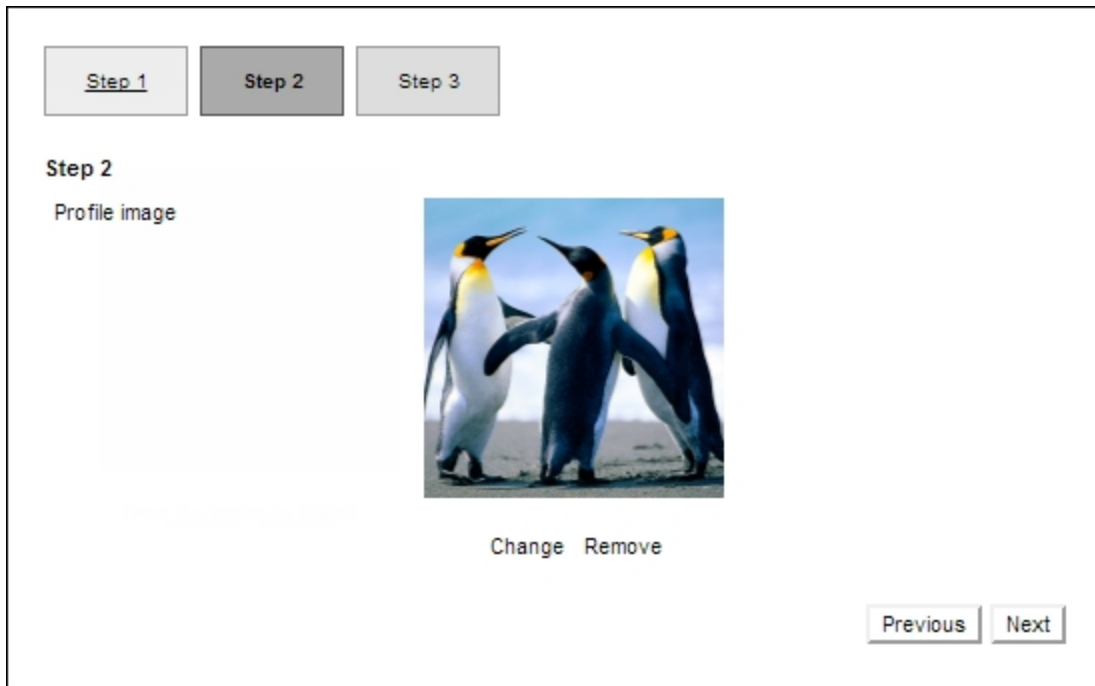 Step 1 Step 2 Step 3
Step 2
Profile image
Change Remove
Previous Next